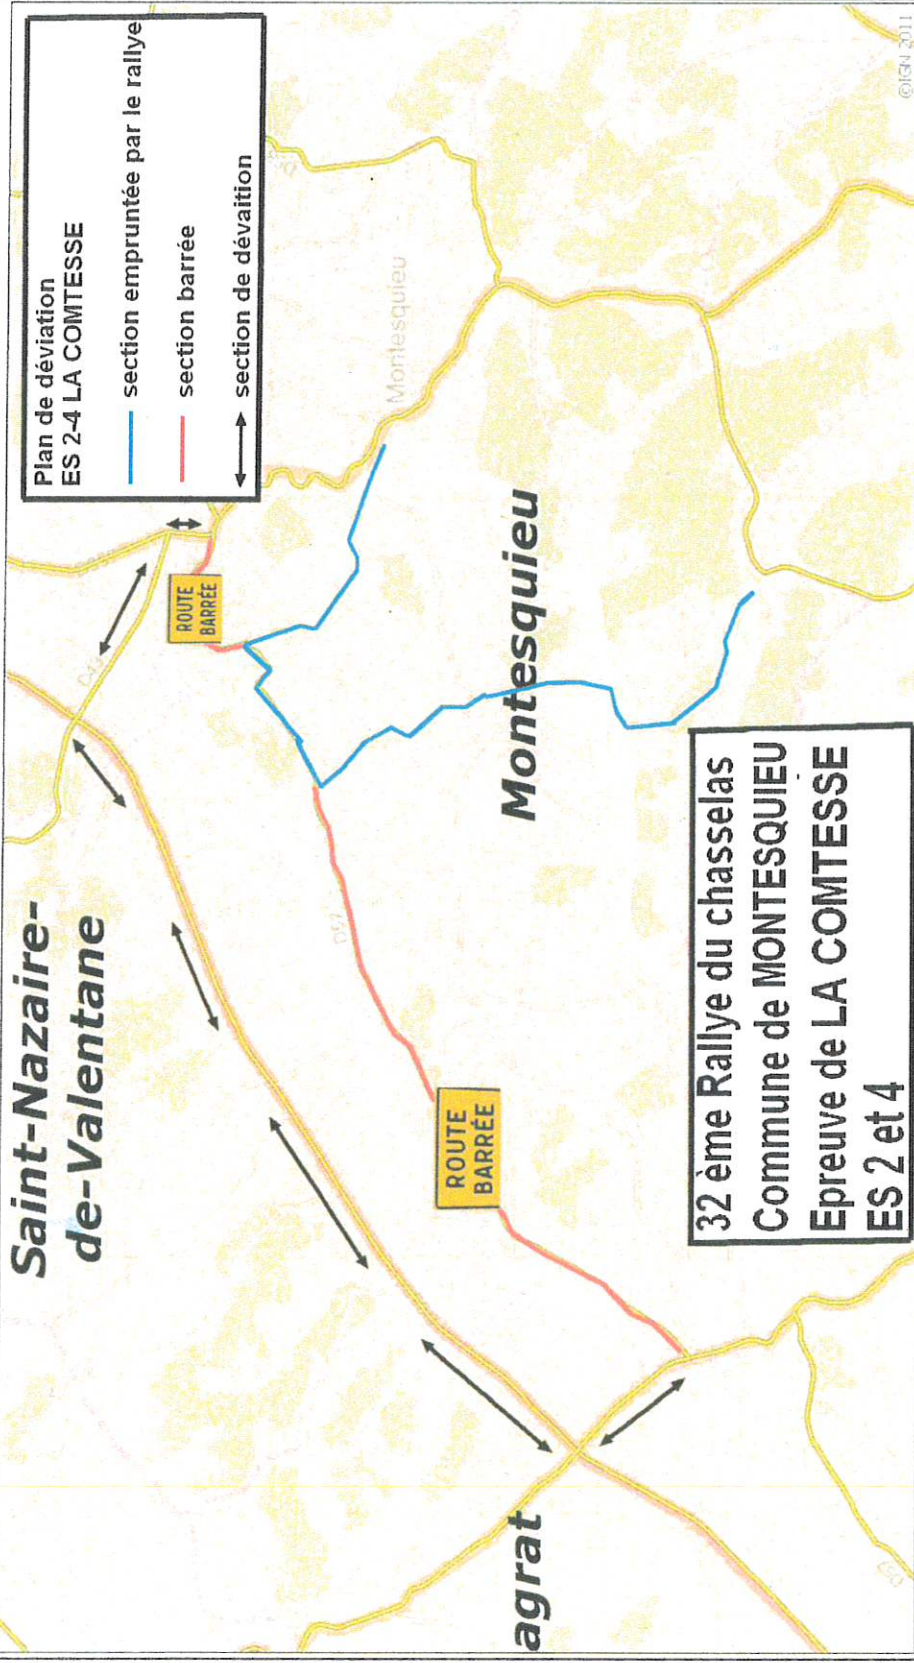 Plan de déviation
ES 2-4 LA COMTESSE
section empruntée par le rallye
section barrée
section de dévaition
Saint-Nazaire-
de-Valentane
ROUTE
BARRÉE
Montesquieu
Montesquieu
D57
ROUTE
BARRÉE
agrat
32 ème Rallye du chasselas
Commune de MONTESQUIEU
Epreuve de LA COMTESSE
ES 2 et 4
©IGN 2011